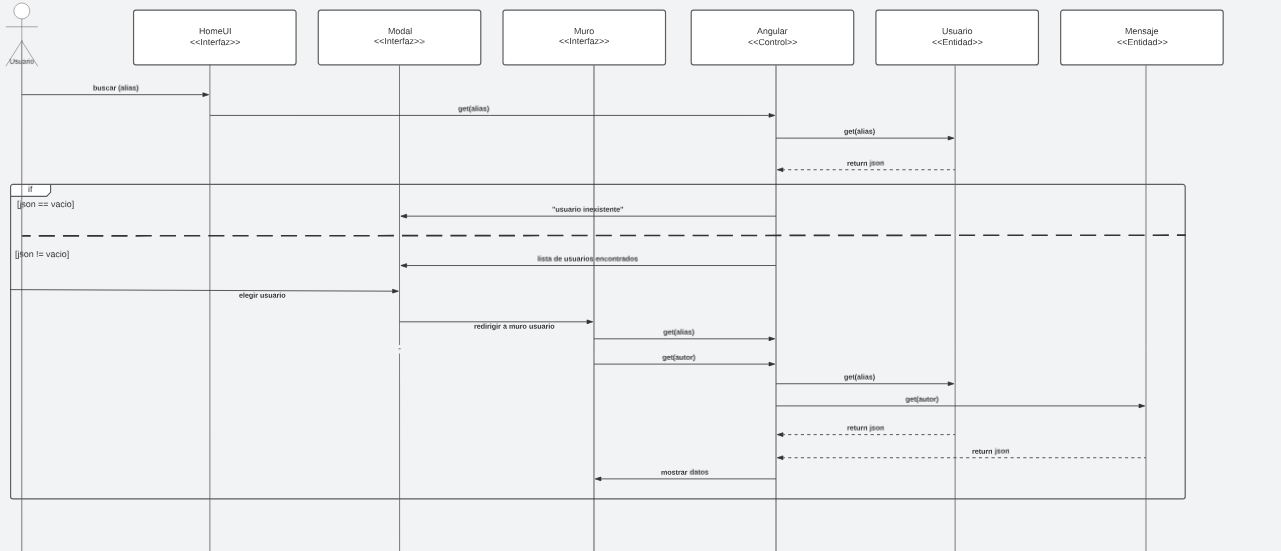 HomeUI
<<Interfaz>>
Modal
<<Interfaz>>
Muro
<<Interfaz>>
Angular
<<Control>>
Usuario
<<Entidad>>
Mensaje
<<Entidad>>
Usuario
buscar (alias)
get(alias)
get(alias)
return json
if
[json == vacio]
"usuario inexistente"
[json != vacio]
lista de usuarios encontrados
elegir usuario
redirigir a muro usuario
get(alias)
get(autor)
get(alias)
get(autor)
return json
return json
mostrar datos